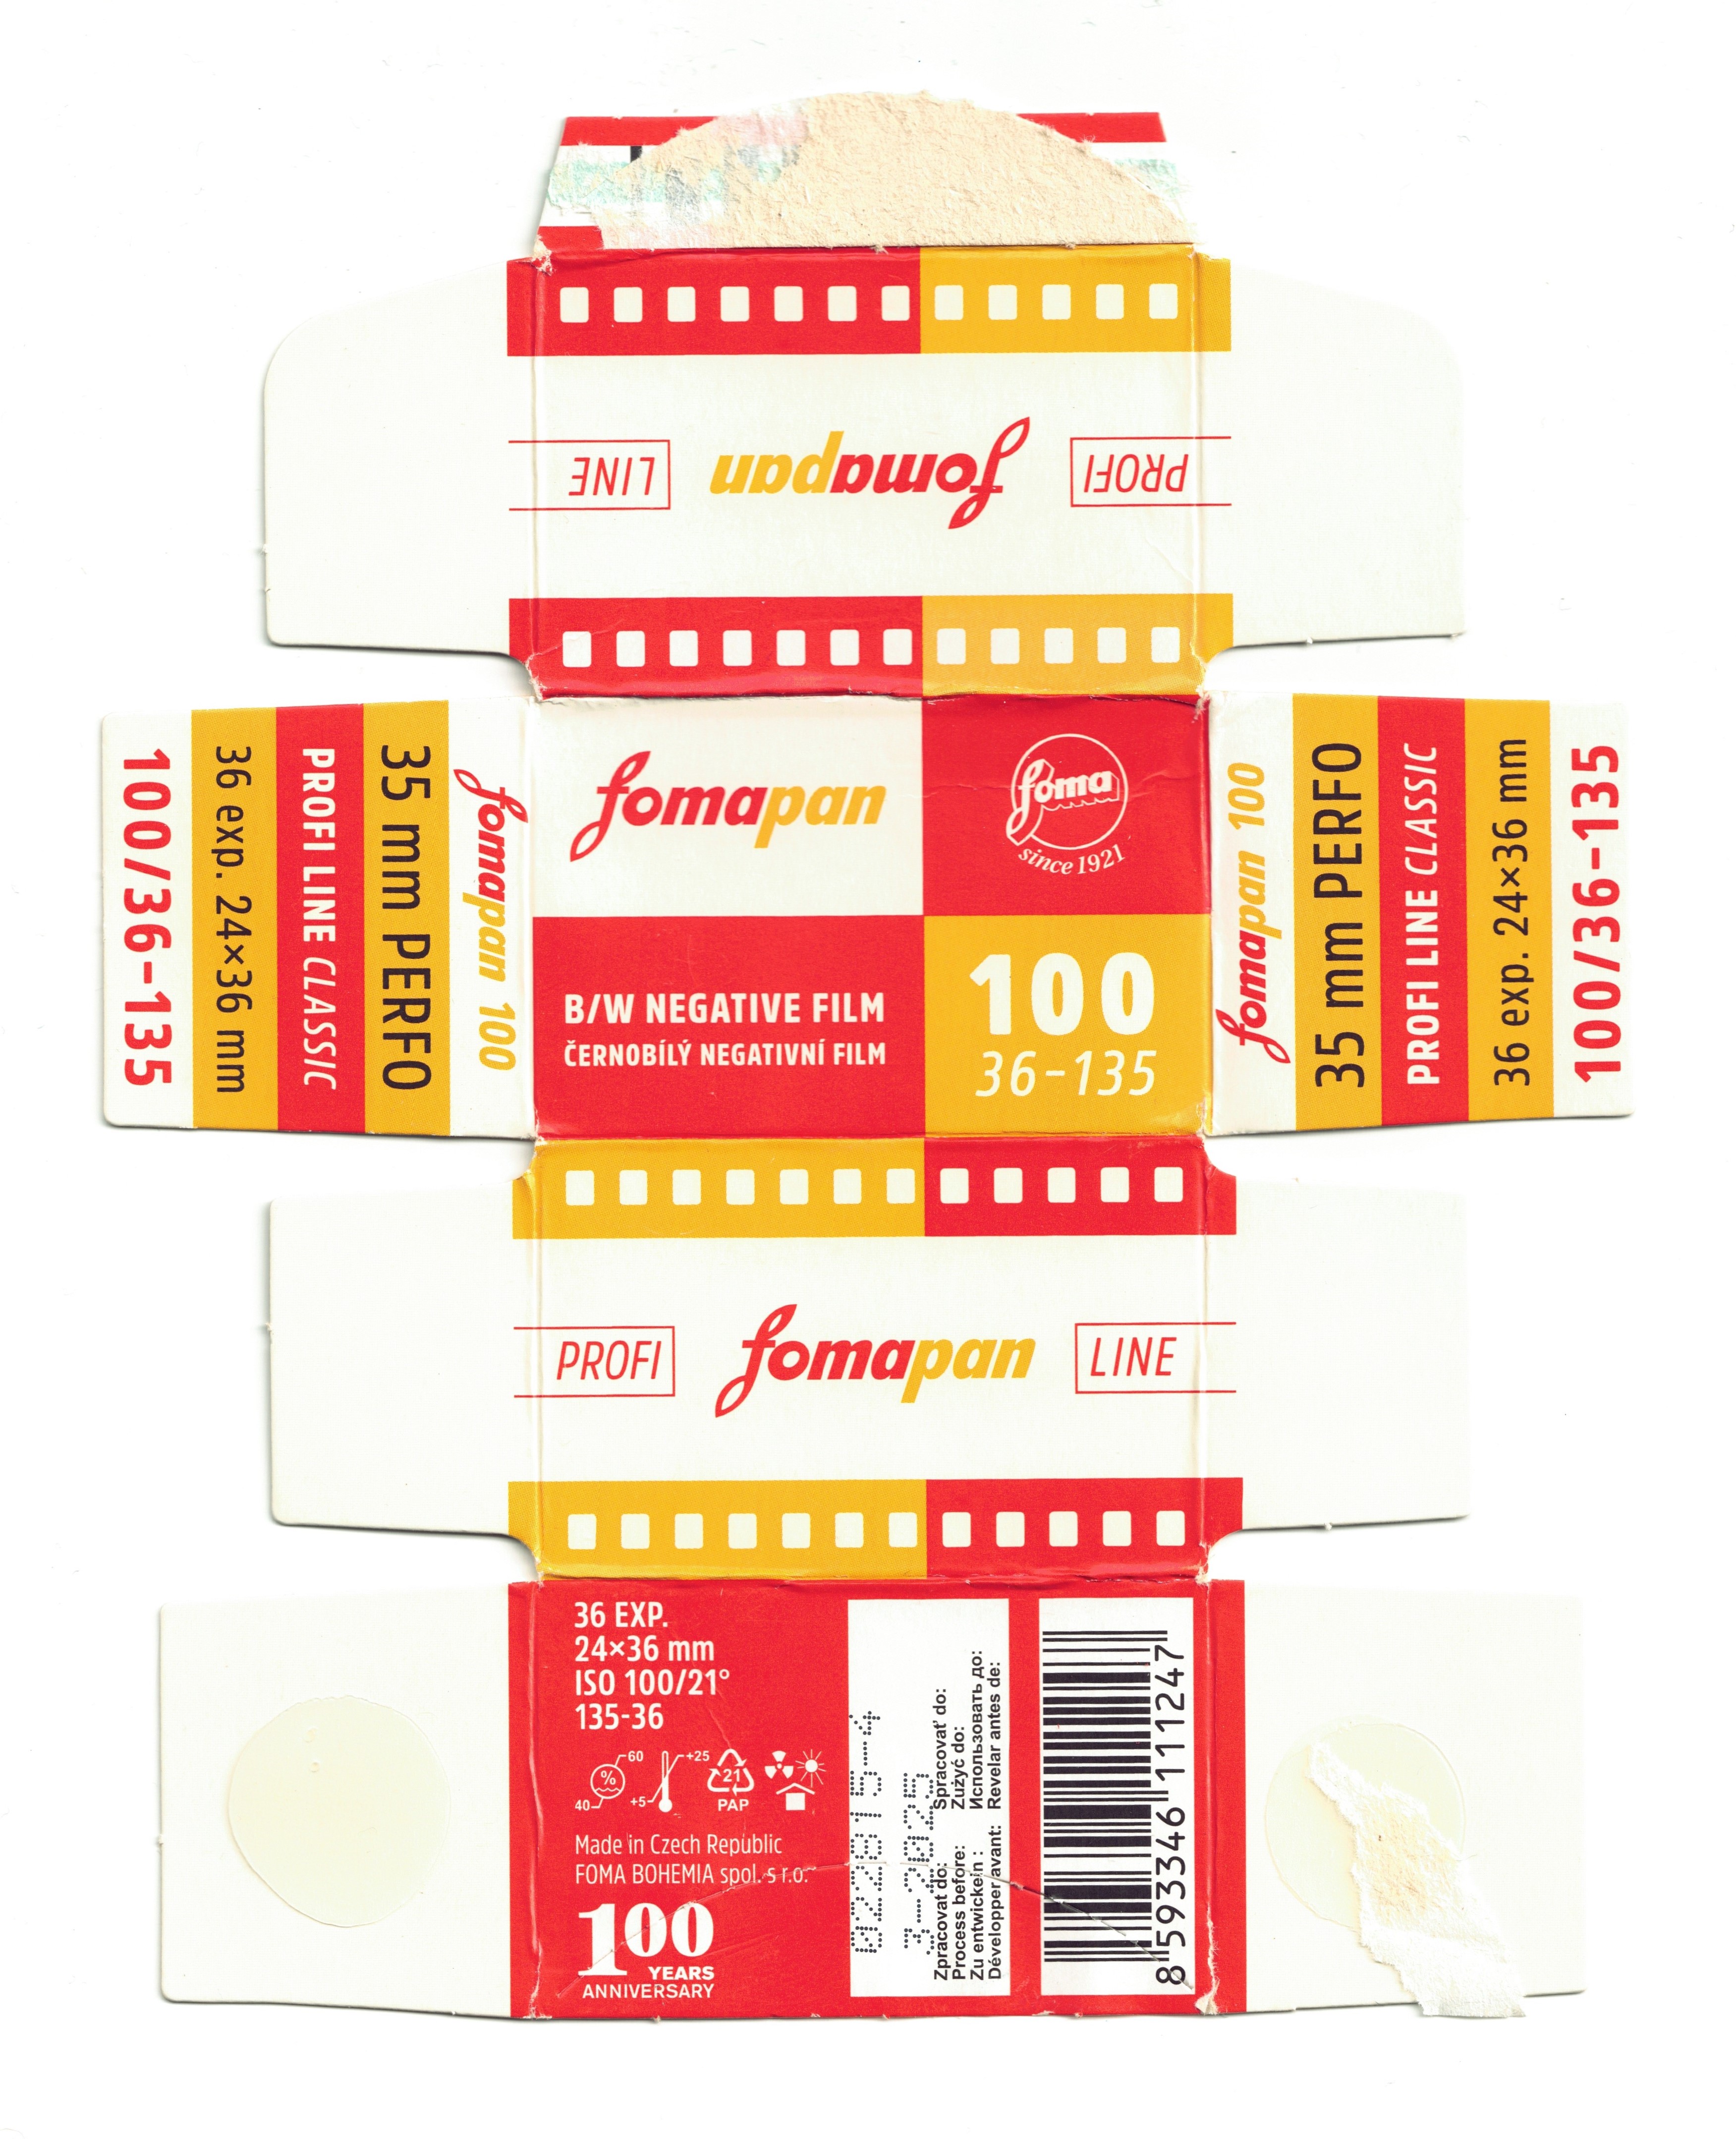 PROFI
fomapan
LINE
fomapan
foma
since 1921
B/W NEGATIVE FILM
ČERNOBÍLÝ NEGATIVNÍ FILM
100
36-135
fomapan 100
35 mm PERFO
PROFI LINE CLASSIC
36 exp. 24×36 mm
100/36-135
fomapan 100
35 mm PERFO
PROFI LINE CLASSIC
36 exp. 24×36 mm
100/36-135
PROFI
fomapan
LINE
36 EXP.
24×36 mm
ISO 100/21°
135-36
%
60
40
+25
+5
21
PAP
Made in Czech Republic
FOMA BOHEMIA spol. s r.o.
100
YEARS
ANNIVERSARY
022815-4
3-2025
Zpracovat do: Spracovať do:
Process before: Zużyć do:
Zu entwickeln : Использовать до:
Développer avant: Revelar antes de:
8 593346 111247